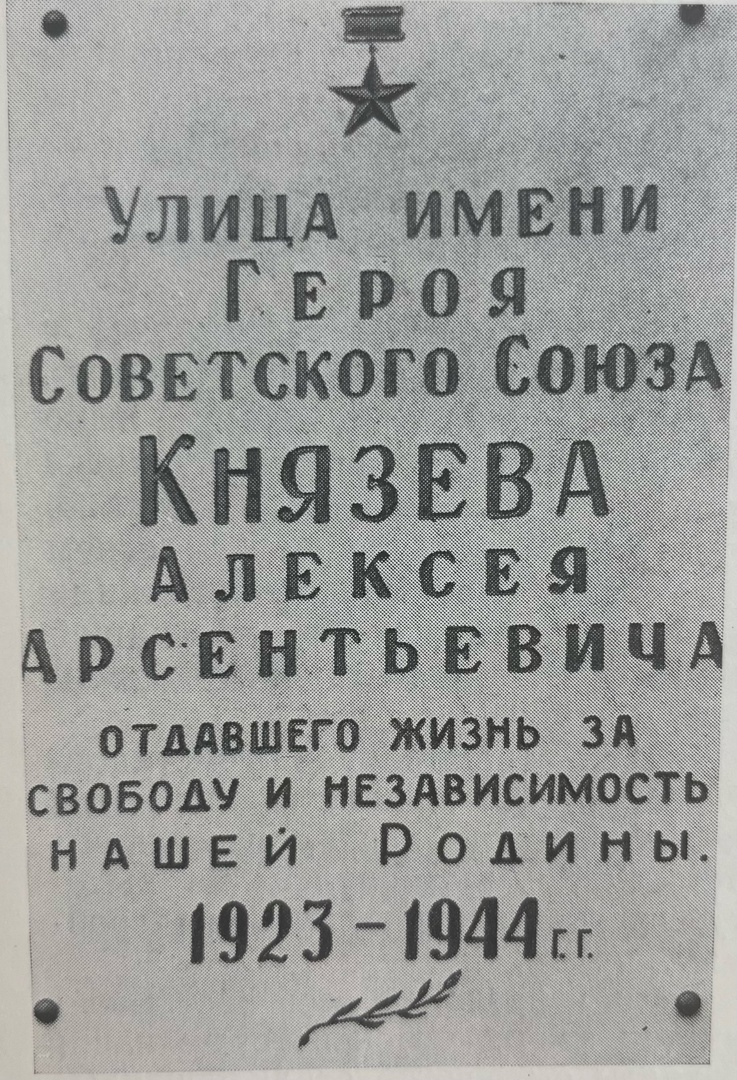 Улица имени
Героя
Советского Союза
Князева
Алексея
Арсентьевича
отдавшего жизнь за
свободу и независимость
нашей Родины.
1923 – 1944 г.г.